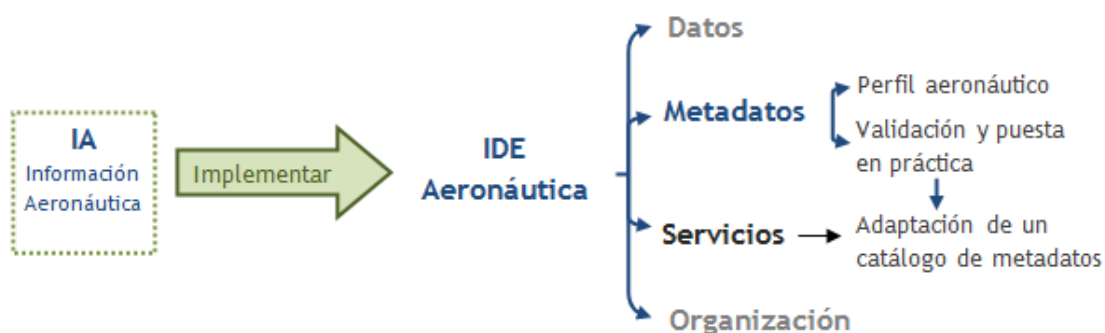 IA
Información
Aeronáutica
Implementar
IDE
Aeronáutica
Datos
Metadatos
Perfil aeronáutico
Validación y puesta
en práctica
Servicios
Adaptación de un
catálogo de metadatos
Organización